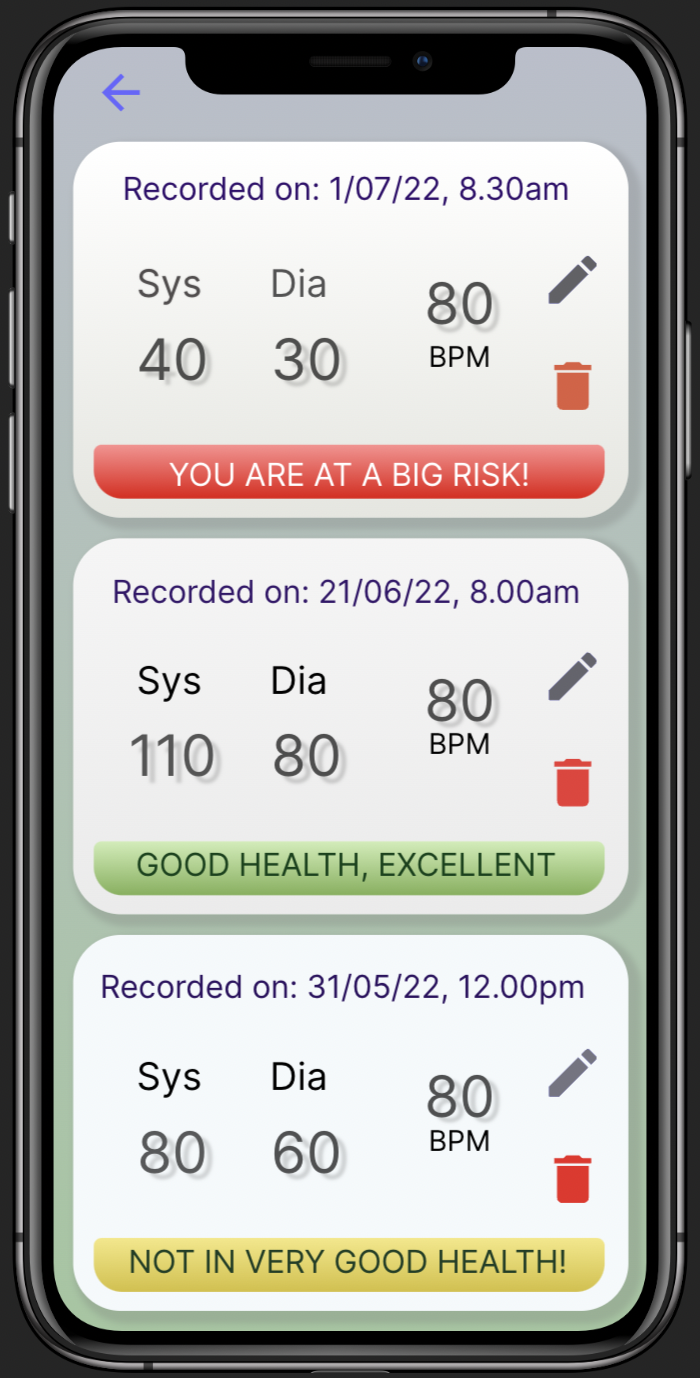 Recorded on: 1/07/22, 8.30am
Sys Dia
80
40 30 BPM
YOU ARE AT A BIG RISK!
Recorded on: 21/06/22, 8.00am
Sys Dia
80
110 80 BPM
GOOD HEALTH, EXCELLENT
Recorded on: 31/05/22, 12.00pm
Sys Dia
80
80 60 BPM
NOT IN VERY GOOD HEALTH!